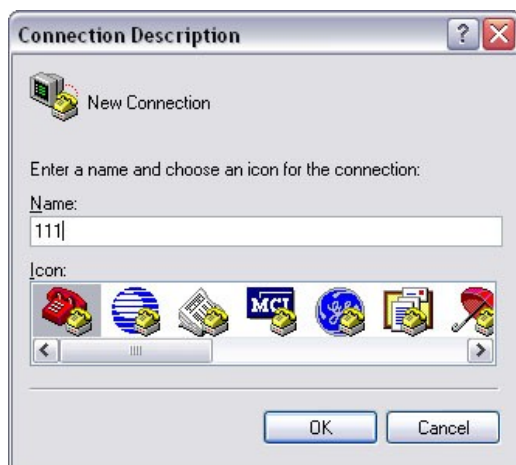 Connection Description
New Connection
Enter a name and choose an icon for the connection:
Name:
111
Icon:
MCI
OK
Cancel